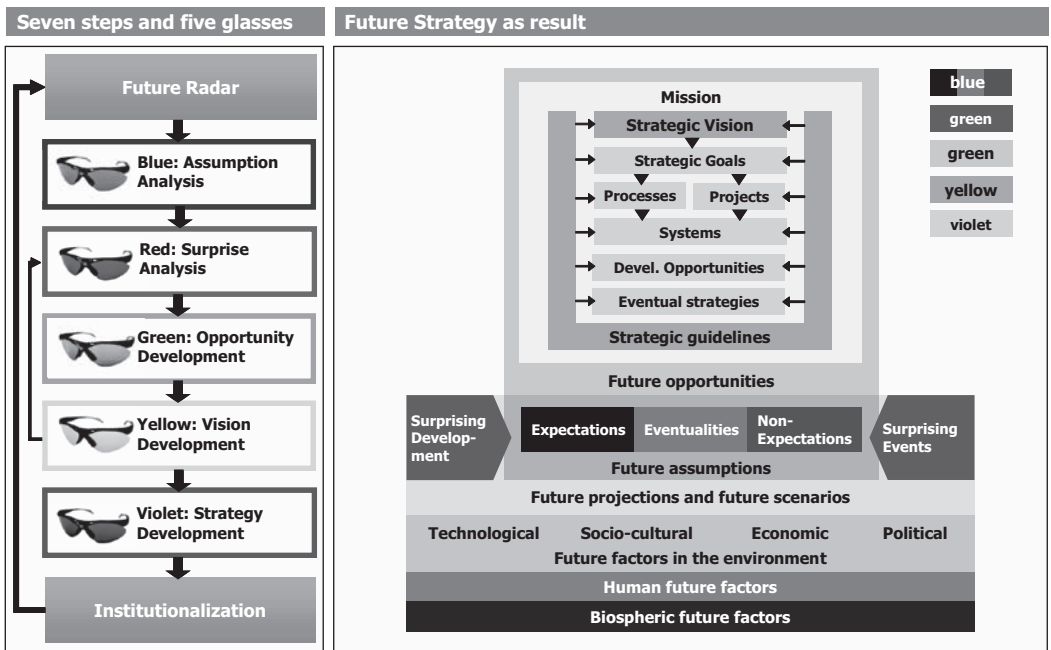 Seven steps and five glasses
Future Radar
Blue: Assumption
Analysis
Red: Surprise
Analysis
Green: Opportunity
Development
Yellow: Vision
Development
Violet: Strategy
Development
Institutionalization
Future Strategy as result
Mission
Strategic Vision
Strategic Goals
Processes
Projects
Systems
Devel. Opportunities
Eventual strategies
Strategic guidelines
Future opportunities
Surprising
Develop-
ment
Expectations
Eventualities
Non-
Expectations
Surprising
Events
Future assumptions
Future projections and future scenarios
Technological Socio-cultural Economic Political
Future factors in the environment
Human future factors
Biospheric future factors
blue
green
green
yellow
violet